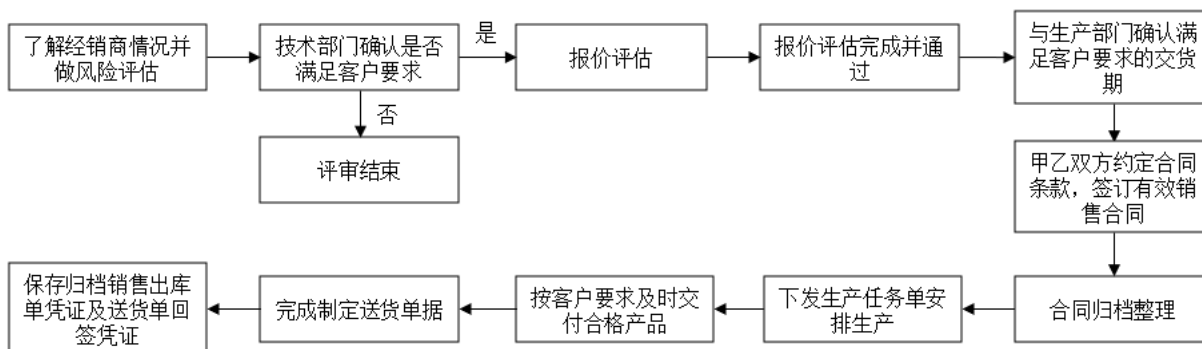 了解经销商情况并
做风险评估
技术部门确认是否
满足客户要求
是
报价评估
报价评估完成并通
过
与生产部门确认满
足客户要求的交货
期
否
评审结束
甲乙双方约定合同
条款，签订有效销
售合同
合同归档整理
下发生产任务单安
排生产
按客户要求及时交
付合格产品
完成制定送货单据
保存归档销售出库
单凭证及送货单回
签凭证